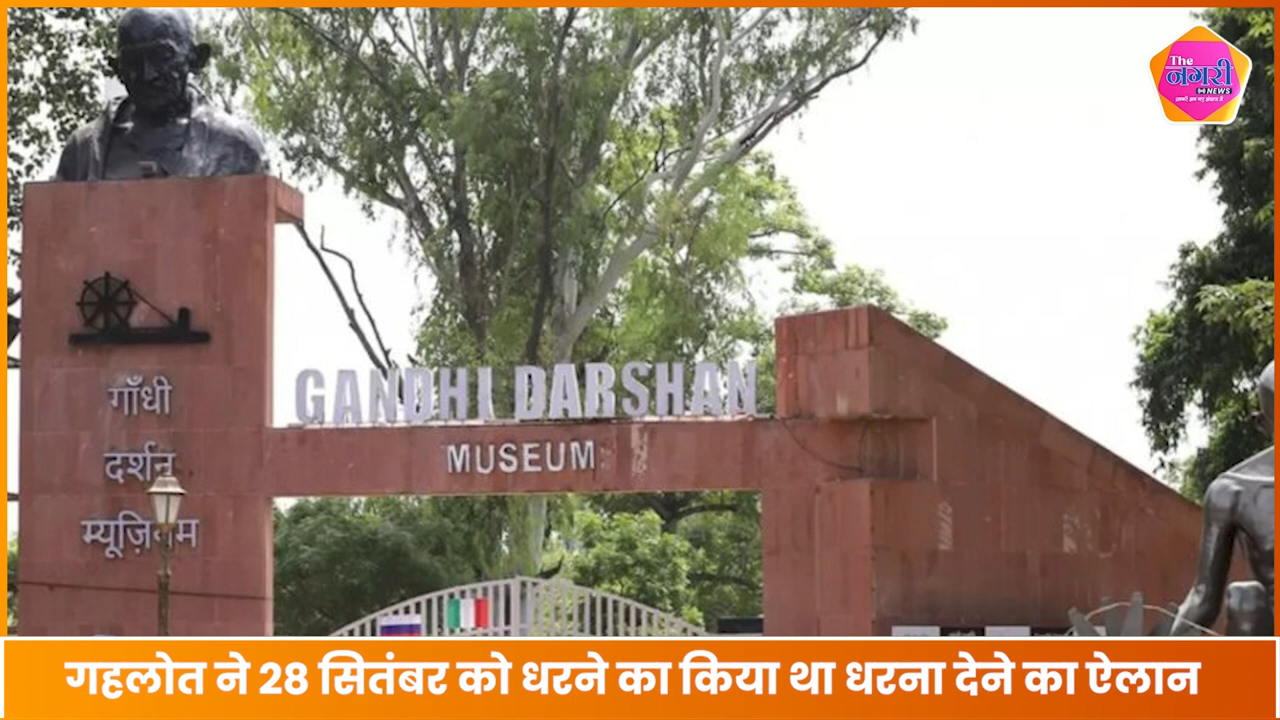 The
नगरी
NEWS
GANDHI DARSHAN
MUSEUM
गाँधी
दर्शन
म्यूज़ियम
गहलोत ने 28 सितंबर को धरने का किया था धरना देने का ऐलान